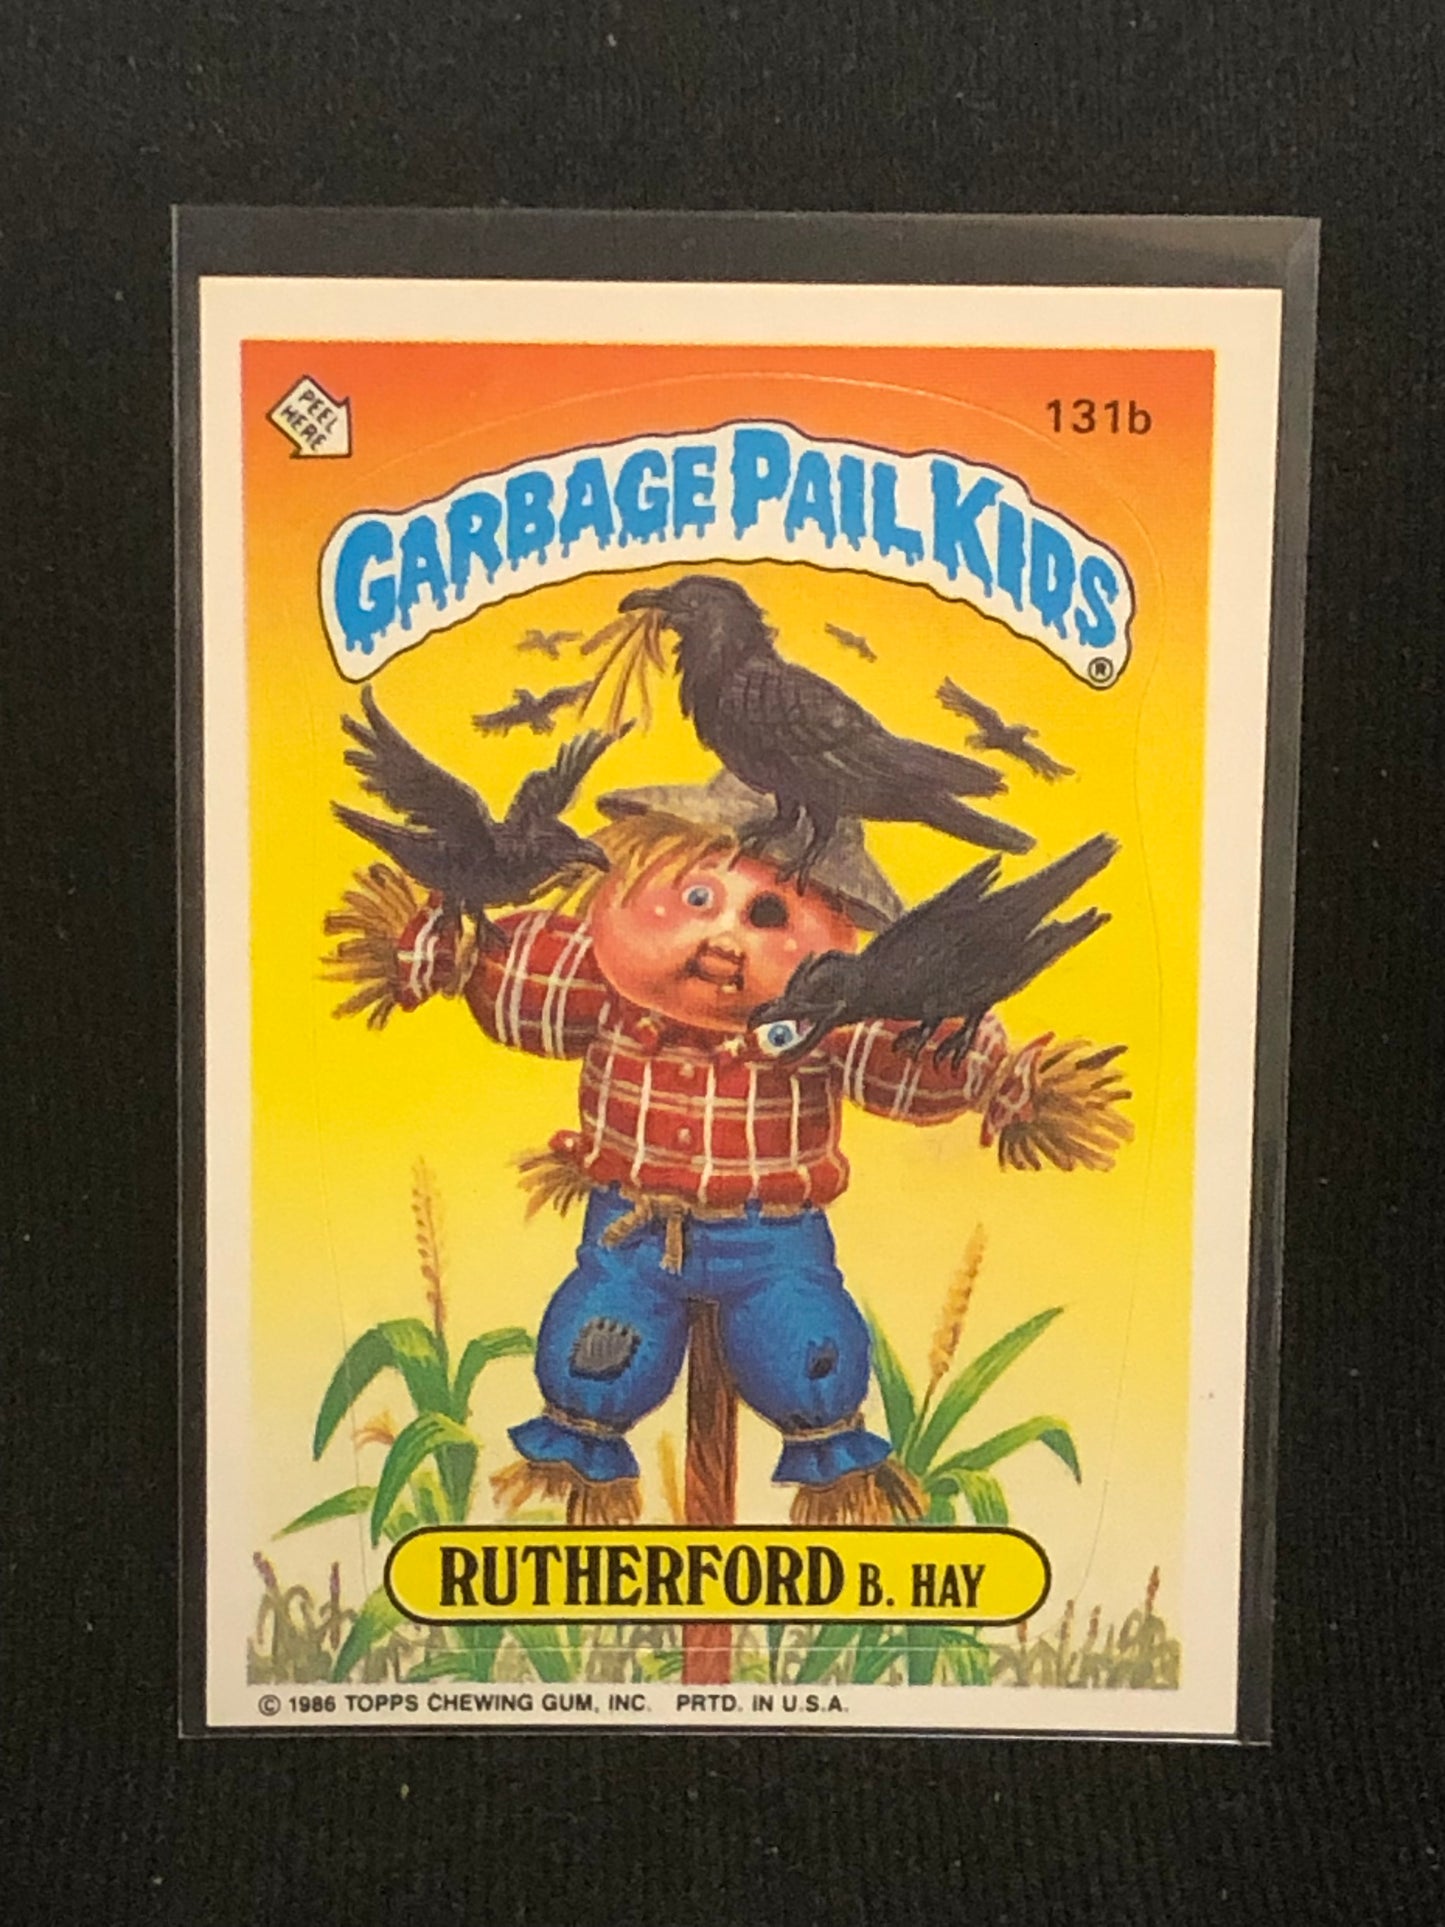 PEEL
HERE
131b
GARBAGE PAIL KIDS
®
RUTHERFORD B. HAY
© 1986 TOPPS CHEWING GUM, INC. PRTD. IN U.S.A.